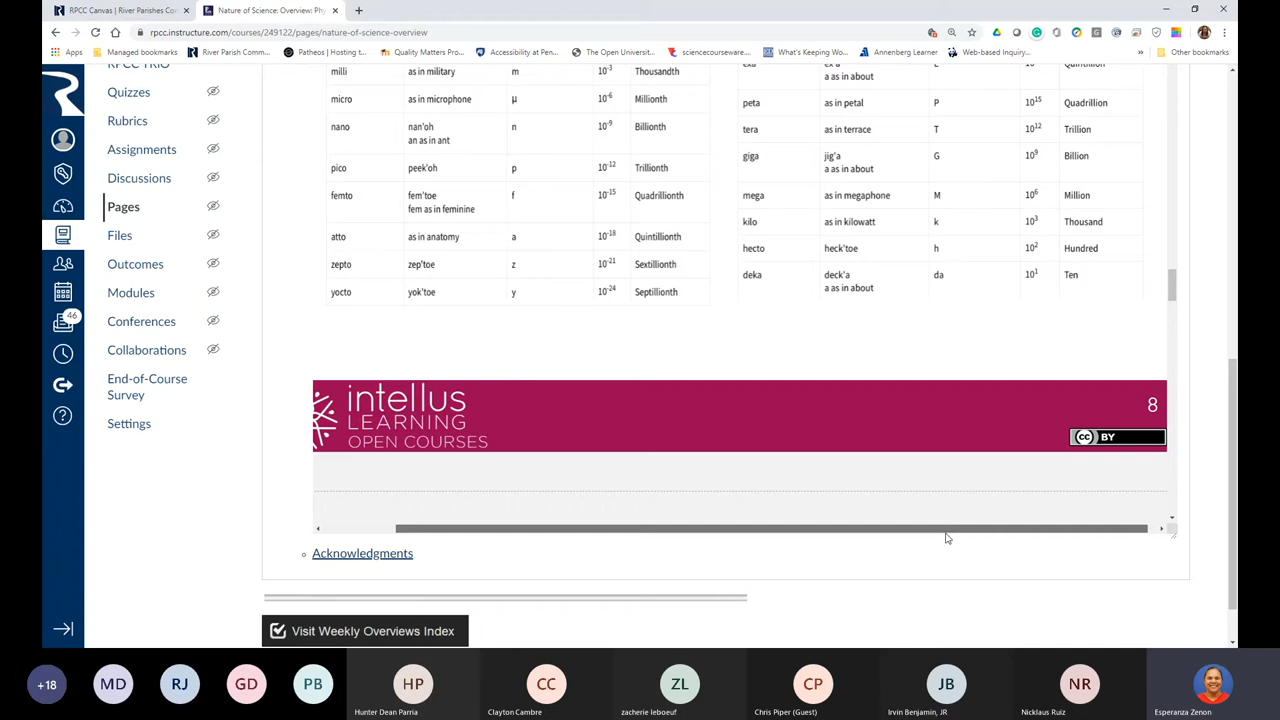 RPCC Canvas | River Parishes Com
Nature of Science: Overview: Phy
rpcc.instructure.com/courses/249122/pages/nature-of-science-overview
Apps
Managed bookmarks
River Parish Comm...
Patheos | Hosting t...
Quality Matters Pro...
Accessibility at Pen...
The Open Universit...
sciencecourseware...
What's Keeping Wo...
Annenberg Learner
Web-based Inquiry...
Other bookmarks
RPCC TRIO
Quizzes
Rubrics
Assignments
Discussions
Pages
Files
Outcomes
Modules
Conferences
Collaborations
End-of-Course
Survey
Settings
46
milli as in military m 10-3 Thousandth
micro as in microphone µ 10-6 Millionth
nano nan'oh n 10-9 Billionth
an as in ant
pico peek'oh p 10-12 Trillionth
femto fem'toe f 10-15 Quadrillionth
fem as in feminine
atto as in anatomy a 10-18 Quintillionth
zepto zep'toe z 10-21 Sextillionth
yocto yok'toe y 10-24 Septillionth
a as in about
peta as in petal P 1015 Quadrillion
tera as in terrace T 1012 Trillion
giga jig'a G 109 Billion
a as in about
mega as in megaphone M 106 Million
kilo as in kilowatt k 103 Thousand
hecto heck'toe h 102 Hundred
deka deck'a da 101 Ten
a as in about
intellus
LEARNING
OPEN COURSES
8
cc BY
Acknowledgments
Visit Weekly Overviews Index
+18
MD
RJ
GD
PB
HP
Hunter Dean Parria
CC
Clayton Cambre
ZL
zacherie leboeuf
CP
Chris Piper (Guest)
JB
Irvin Benjamin, JR
NR
Nicklaus Ruiz
Esperanza Zenon